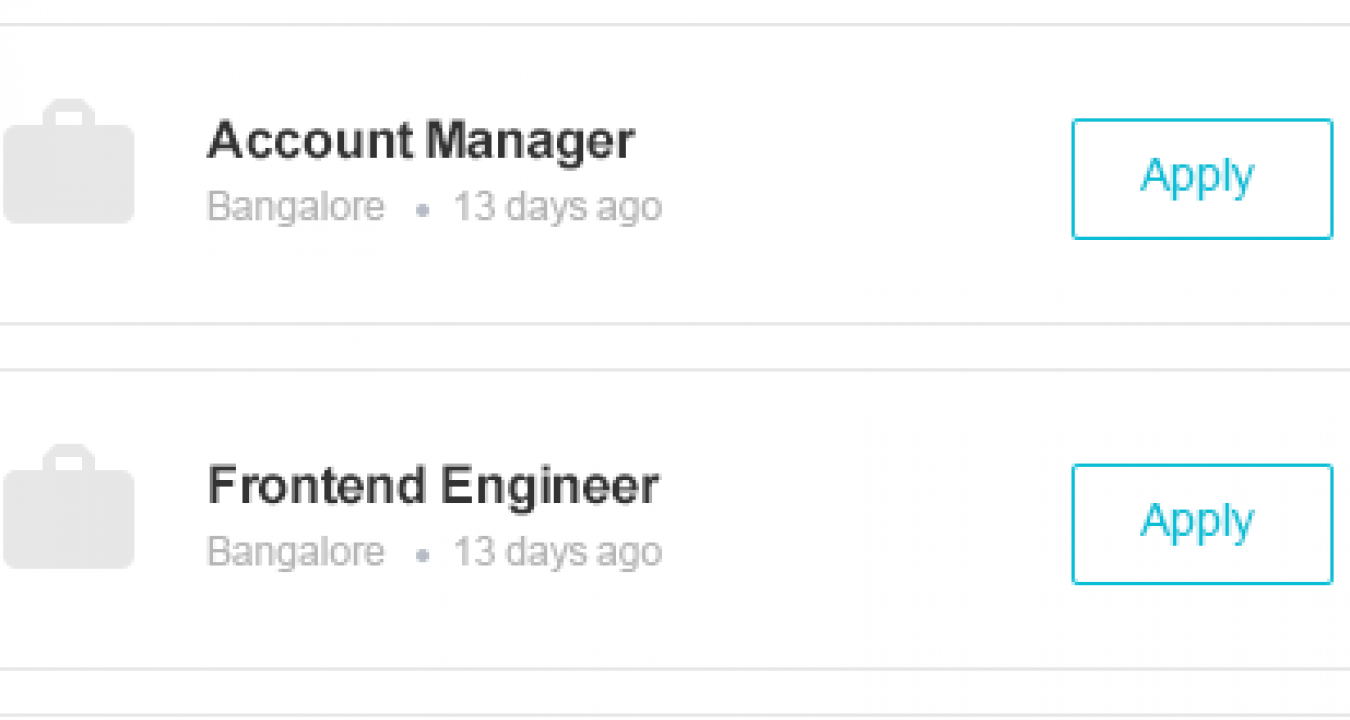 Account Manager
Bangalore • 13 days ago
Apply
Frontend Engineer
Bangalore • 13 days ago
Apply